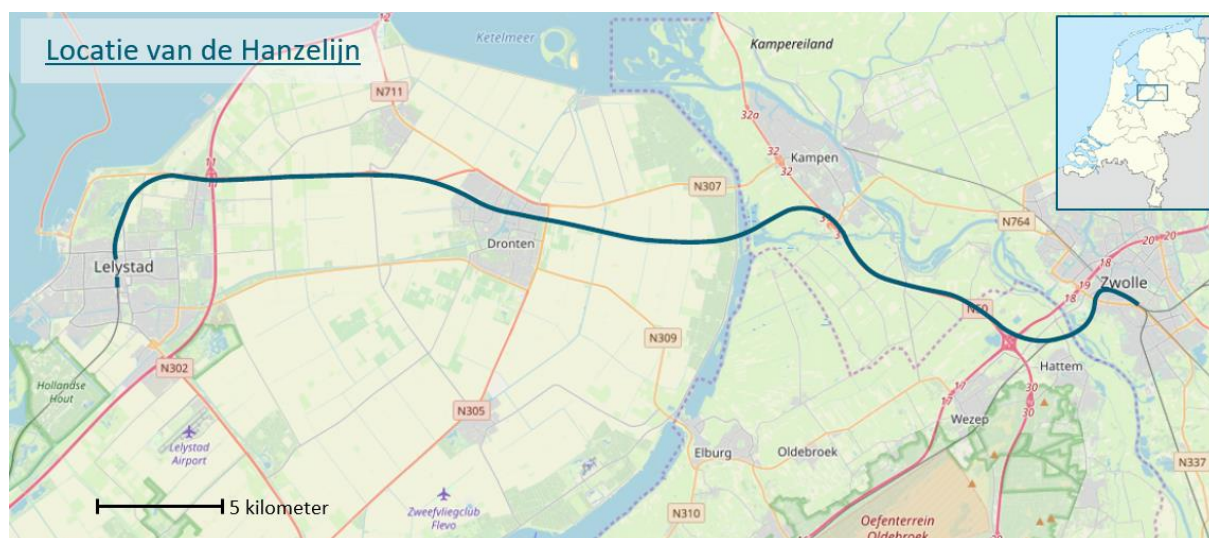 Locatie van de Hanzelijn
12
Ketelmeer
Kampereiland
N711
32a
32
Kampen
32
11
N307
N764
20
20
Dronten
18
Lelystad
19
Zwolle
18
N50
N309
Hattem
N302
Hollandse
Hout
30
N305
Wezep
30
Lelystad
Airport
Elburg
Oldebroek
N337
5 kilometer
Zweefvliegclub
Flevo
N310
Oefenterrein
Oldebroek